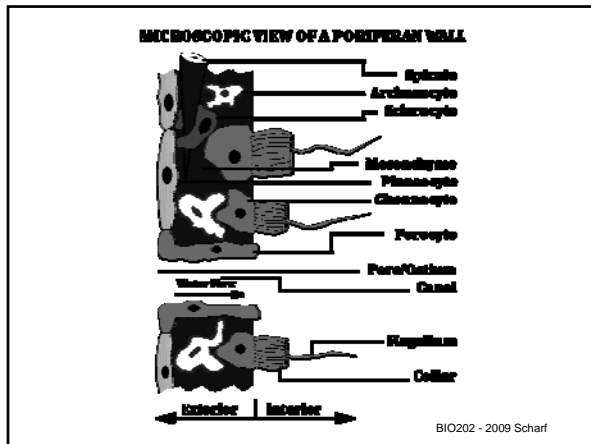 MICROSCOPIC VIEW OF A PORIFERAN WALL
Spicule
Archaeocyte
Sclerocyte
Mesenchyme
Pinacocyte
Choanocyte
Porocyte
Pore/Ostium
Water Flow
Canal
Flagellum
Collar
Exterior
Interior
BIO202 - 2009 Scharf